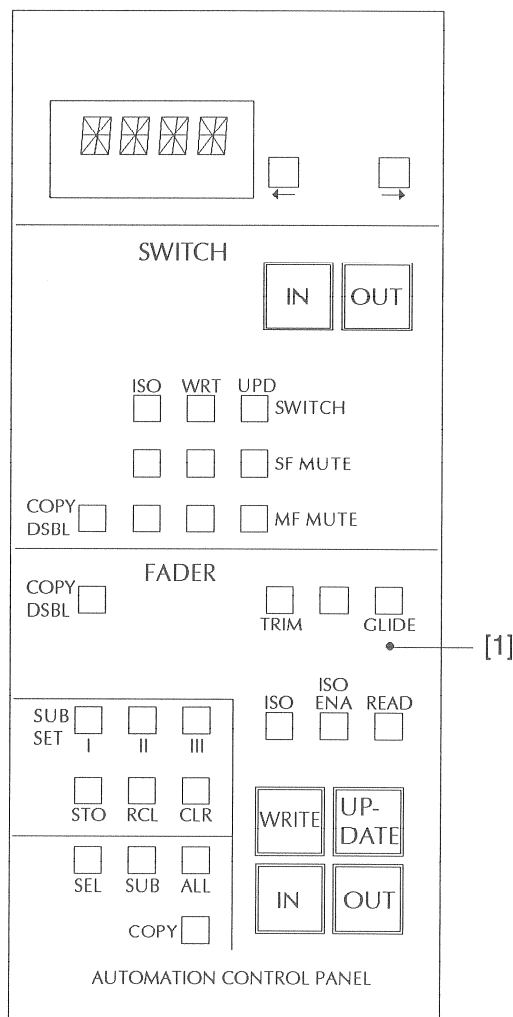 ←
→
SWITCH
IN OUT
ISO WRT UPD
SWITCH
SF MUTE
COPY
DSBL
MF MUTE
FADER
COPY
DSBL
TRIM GLIDE
[1]
ISO
ISO
ENA
READ
SUB
SET
I II III
STO RCL CLR
WRITE
UP-
DATE
SEL SUB ALL
IN OUT
COPY
AUTOMATION CONTROL PANEL